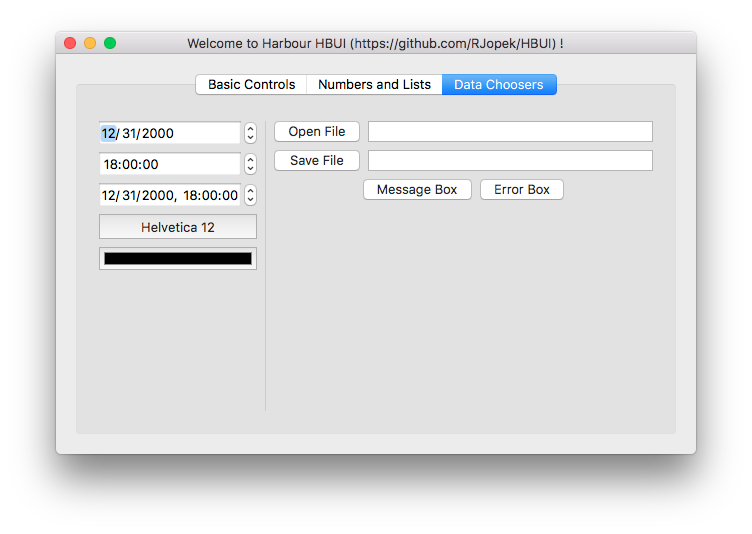 Welcome to Harbour HBUI (https://github.com/RJopek/HBUI) !
Basic Controls Numbers and Lists Data Choosers
12/31/2000
18:00:00
12/31/2000, 18:00:00
Helvetica 12
Open File
Save File
Message Box Error Box